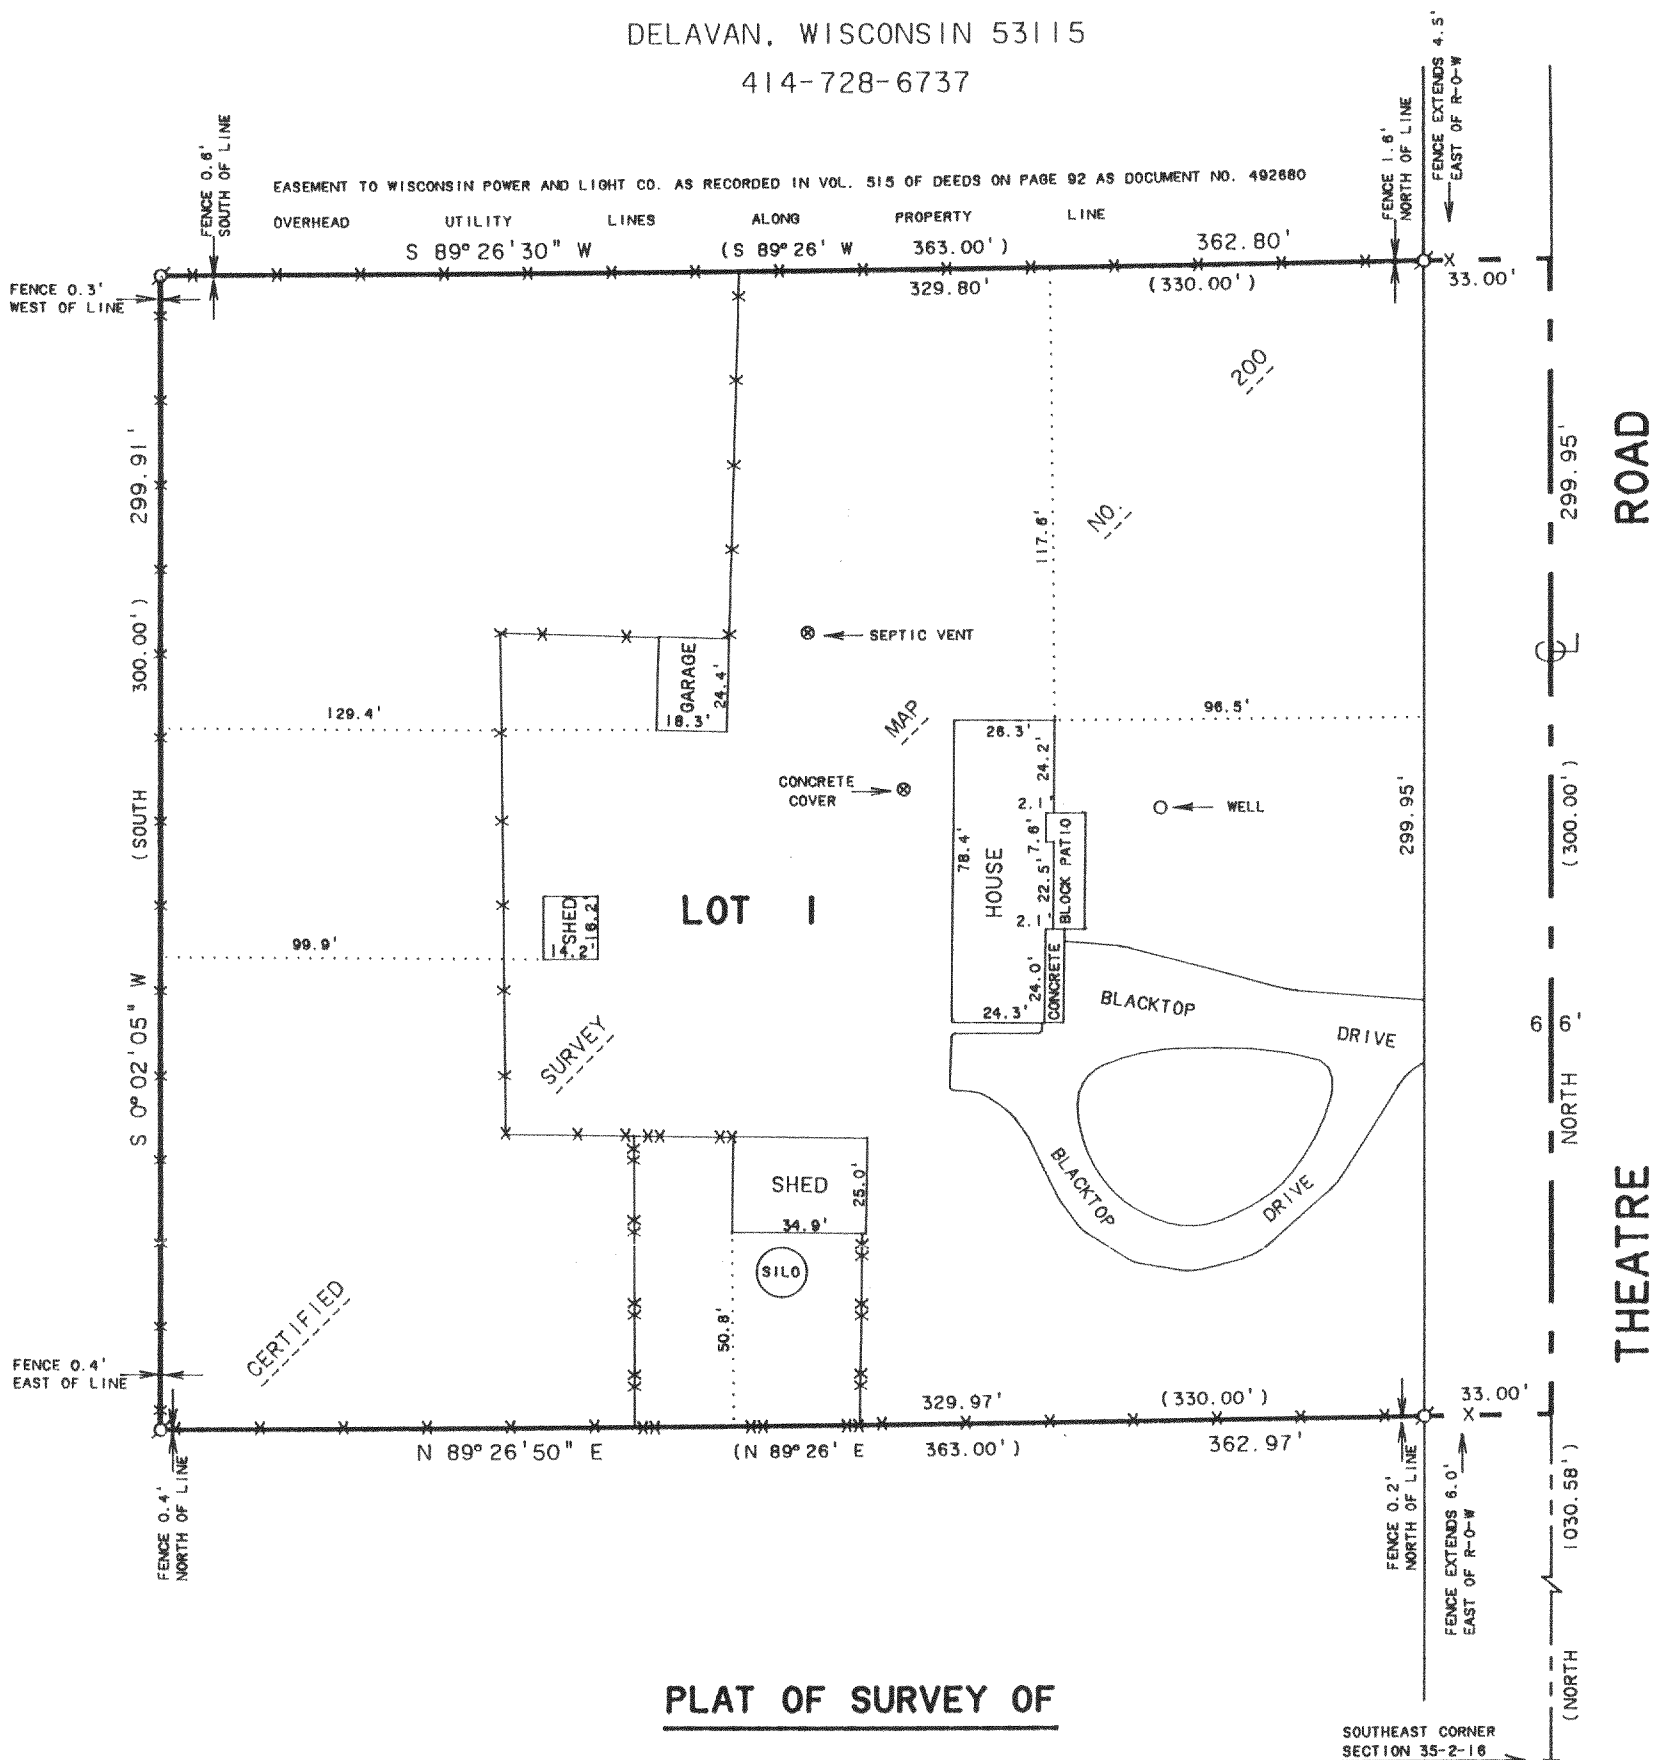 DELAVAN, WISCONSIN 53115
414-728-6737
FENCE 0.6'
SOUTH OF LINE
FENCE 1.6'
NORTH OF LINE
FENCE EXTENDS 4.5'
EAST OF R-O-W
EASEMENT TO WISCONSIN POWER AND LIGHT CO. AS RECORDED IN VOL. 515 OF DEEDS ON PAGE 92 AS DOCUMENT NO. 492680
OVERHEAD UTILITY LINES ALONG PROPERTY LINE
S 89°26'30" W (S 89°26' W 363.00') 362.80'
329.80' (330.00') 33.00'
FENCE 0.3'
WEST OF LINE
200
ROAD
299.91'
299.95'
NO.
117.6'
SEPTIC VENT
300.00')
GARAGE
24.4'
18.3'
129.4'
MAP
96.5'
26.3'
24.2'
CONCRETE
COVER
2.1'
WELL
(SOUTH
299.95'
(300.00')
78.4'
HOUSE
7.6'
22.5'
BLOCK PATIO
2.1'
LOT 1
SHED
16.2'
14.2'
99.9'
24.0'
CONCRETE
24.3'
BLACKTOP
DRIVE
66'
S 0°02'05" W
SURVEY
NORTH
BLACKTOP
DRIVE
SHED
25.0'
34.9'
SILO
THEATRE
50.8'
CERTIFIED
FENCE 0.4'
EAST OF LINE
329.97' (330.00') 33.00'
N 89°26'50" E (N 89°26' E 363.00') 362.97'
FENCE 0.4'
NORTH OF LINE
FENCE 0.2'
NORTH OF LINE
FENCE EXTENDS 6.0'
EAST OF R-O-W
1030.58')
(NORTH
PLAT OF SURVEY OF
SOUTHEAST CORNER
SECTION 35-2-16